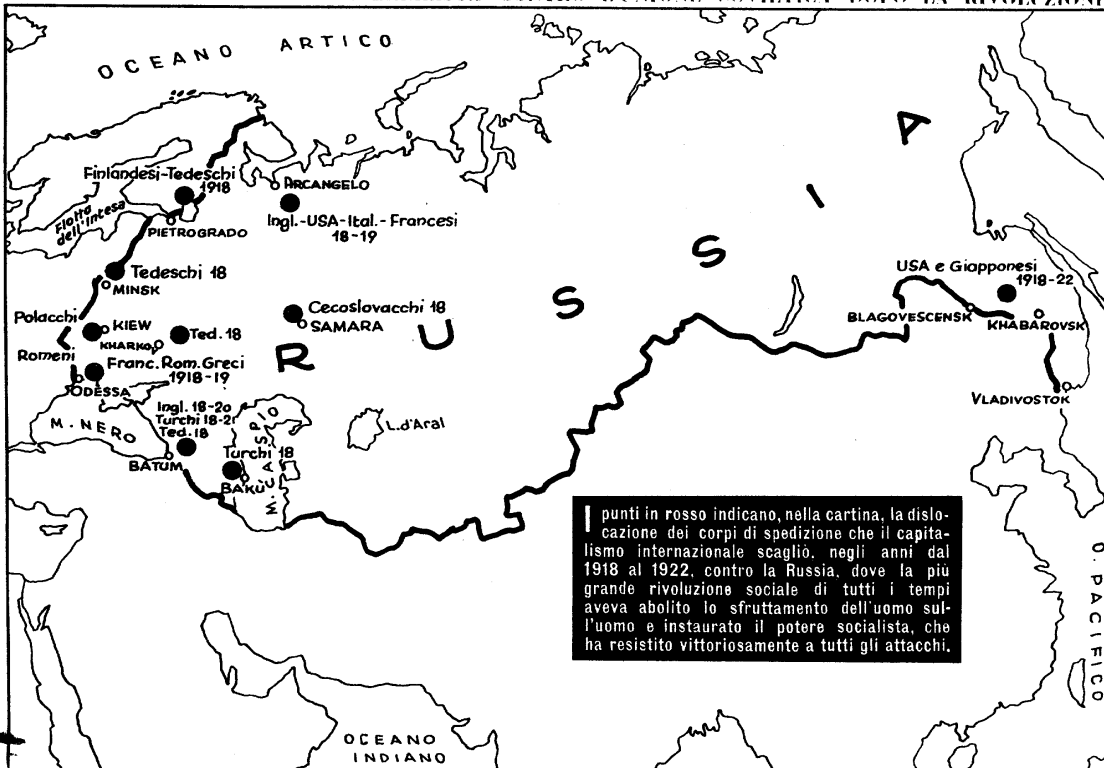 DOPO LA RIVOLUZIONE
OCEANO ARTICO
Finlandesi-Tedeschi
1918
ARCANGELO
Ingl.-USA-Ital.-Francesi
18-19
Flotta
dell'Intesa
PIETROGRADO
Tedeschi 18
MINSK
Polacchi
KIEW
KHARKOF
Ted. 18
Cecoslovacchi 18
SAMARA
RUSSIA
USA e Giapponesi
1918-22
BLAGOVESCENSK
KHABAROVSK
VLADIVOSTOK
Romeni
Franc. Rom. Greci
1918-19
ODESSA
M. NERO
Ingl. 18-20
Turchi 18-21
Ted. 18
BATUM
Turchi 18
BAKU
M. CASPIO
L. d'Aral
I punti in rosso indicano, nella cartina, la dislo-
cazione dei corpi di spedizione che il capita-
lismo internazionale scagliò, negli anni dal
1918 al 1922, contro la Russia, dove la più
grande rivoluzione sociale di tutti i tempi
aveva abolito lo sfruttamento dell'uomo sul-
l'uomo e instaurato il potere socialista, che
ha resistito vittoriosamente a tutti gli attacchi.
O. PACIFICO
OCEANO
INDIANO